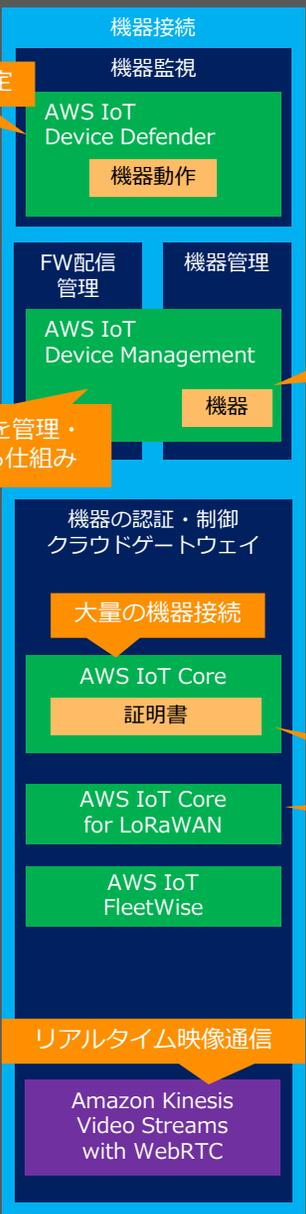 機器接続
機器監視
定
AWS IoT
Device Defender
機器動作
FW配信
管理
機器管理
AWS IoT
Device Management
機器
を管理・
る仕組み
機器の認証・制御
クラウドゲートウェイ
大量の機器接続
AWS IoT Core
証明書
AWS IoT Core
for LoRaWAN
AWS IoT
FleetWise
リアルタイム映像通信
Amazon Kinesis
Video Streams
with WebRTC